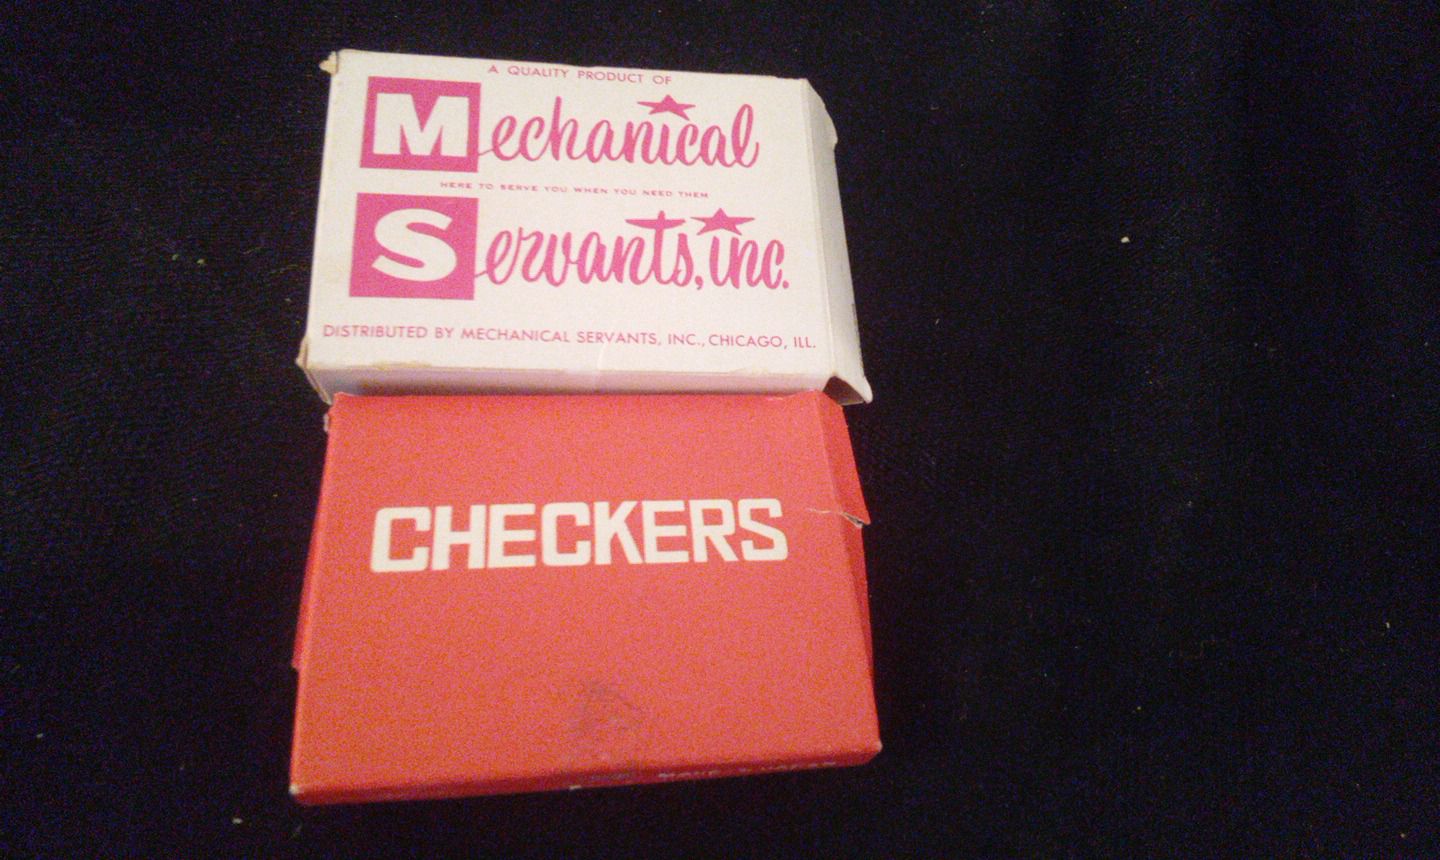 A QUALITY PRODUCT OF
Mechanical
HERE TO SERVE YOU WHEN YOU NEED THEM
Servants, inc.
DISTRIBUTED BY MECHANICAL SERVANTS, INC., CHICAGO, ILL.
CHECKERS